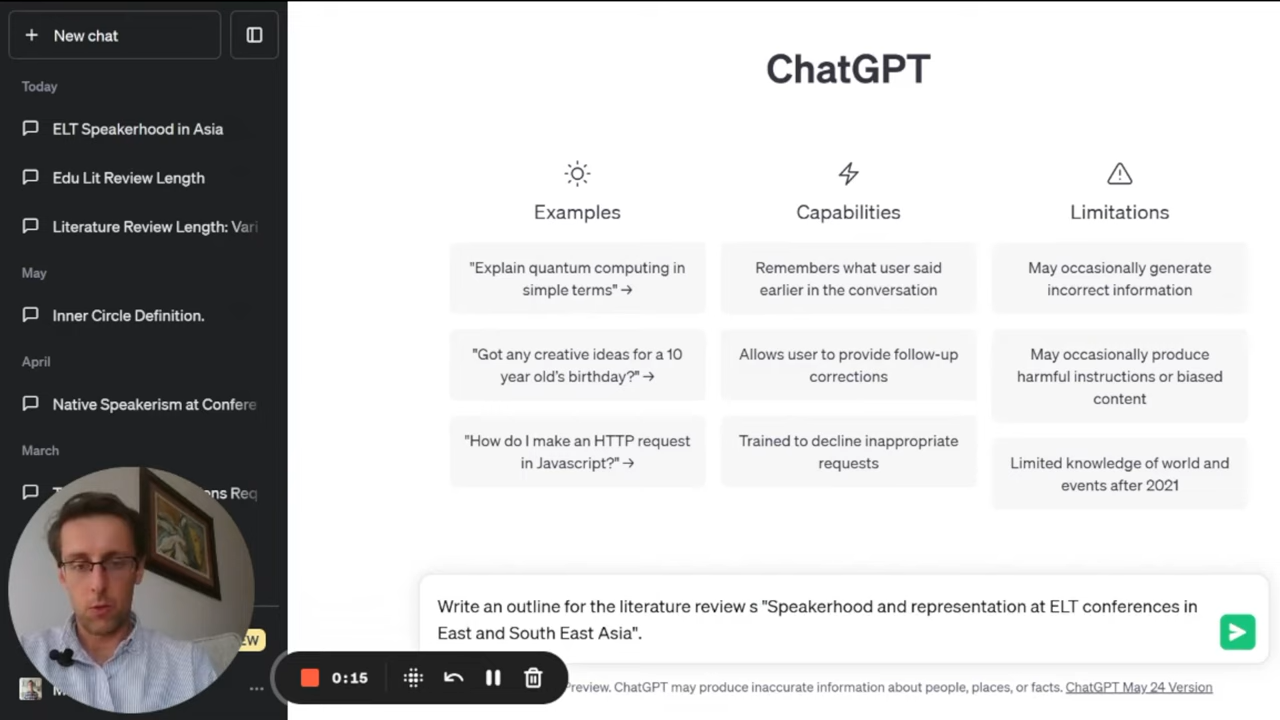 New chat
Today
ELT Speakerhood in Asia
Edu Lit Review Length
Literature Review Length: Vari
May
Inner Circle Definition.
April
Native Speakerism at Confere
March
ons Req
EW
ChatGPT
Examples
"Explain quantum computing in
simple terms" →
"Got any creative ideas for a 10
year old's birthday?" →
"How do I make an HTTP request
in Javascript?" →
Capabilities
Remembers what user said
earlier in the conversation
Allows user to provide follow-up
corrections
Trained to decline inappropriate
requests
Limitations
May occasionally generate
incorrect information
May occasionally produce
harmful instructions or biased
content
Limited knowledge of world and
events after 2021
Write an outline for the literature review s "Speakerhood and representation at ELT conferences in
East and South East Asia".
0:15
Preview. ChatGPT may produce inaccurate information about people, places, or facts. ChatGPT May 24 Version